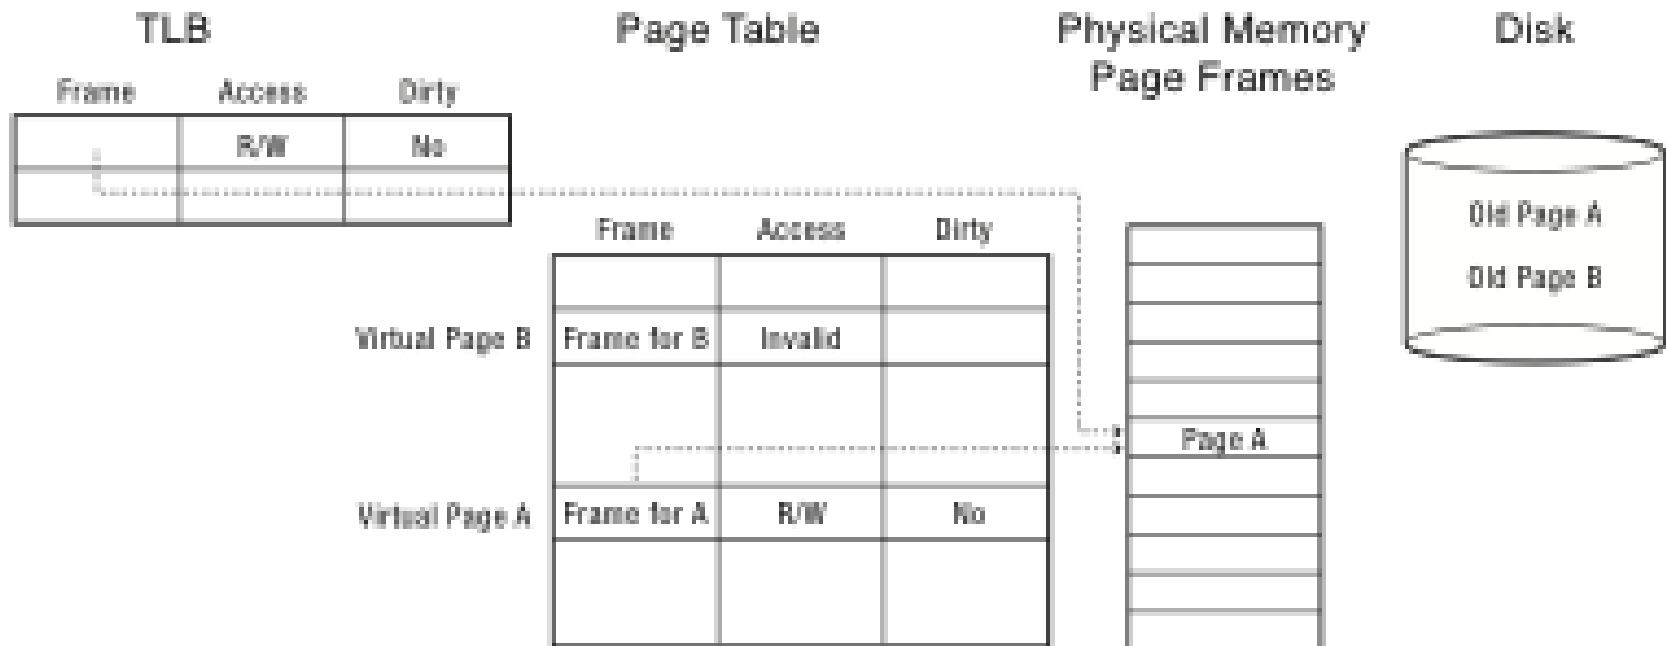 TLB
Page Table
Physical Memory
Page Frames
Disk
Frame Access Dirty
R/W No
Old Page A
Old Page B
Frame Access Dirty
Virtual Page B Frame for B Invalid
Page A
Virtual Page A Frame for A R/W No